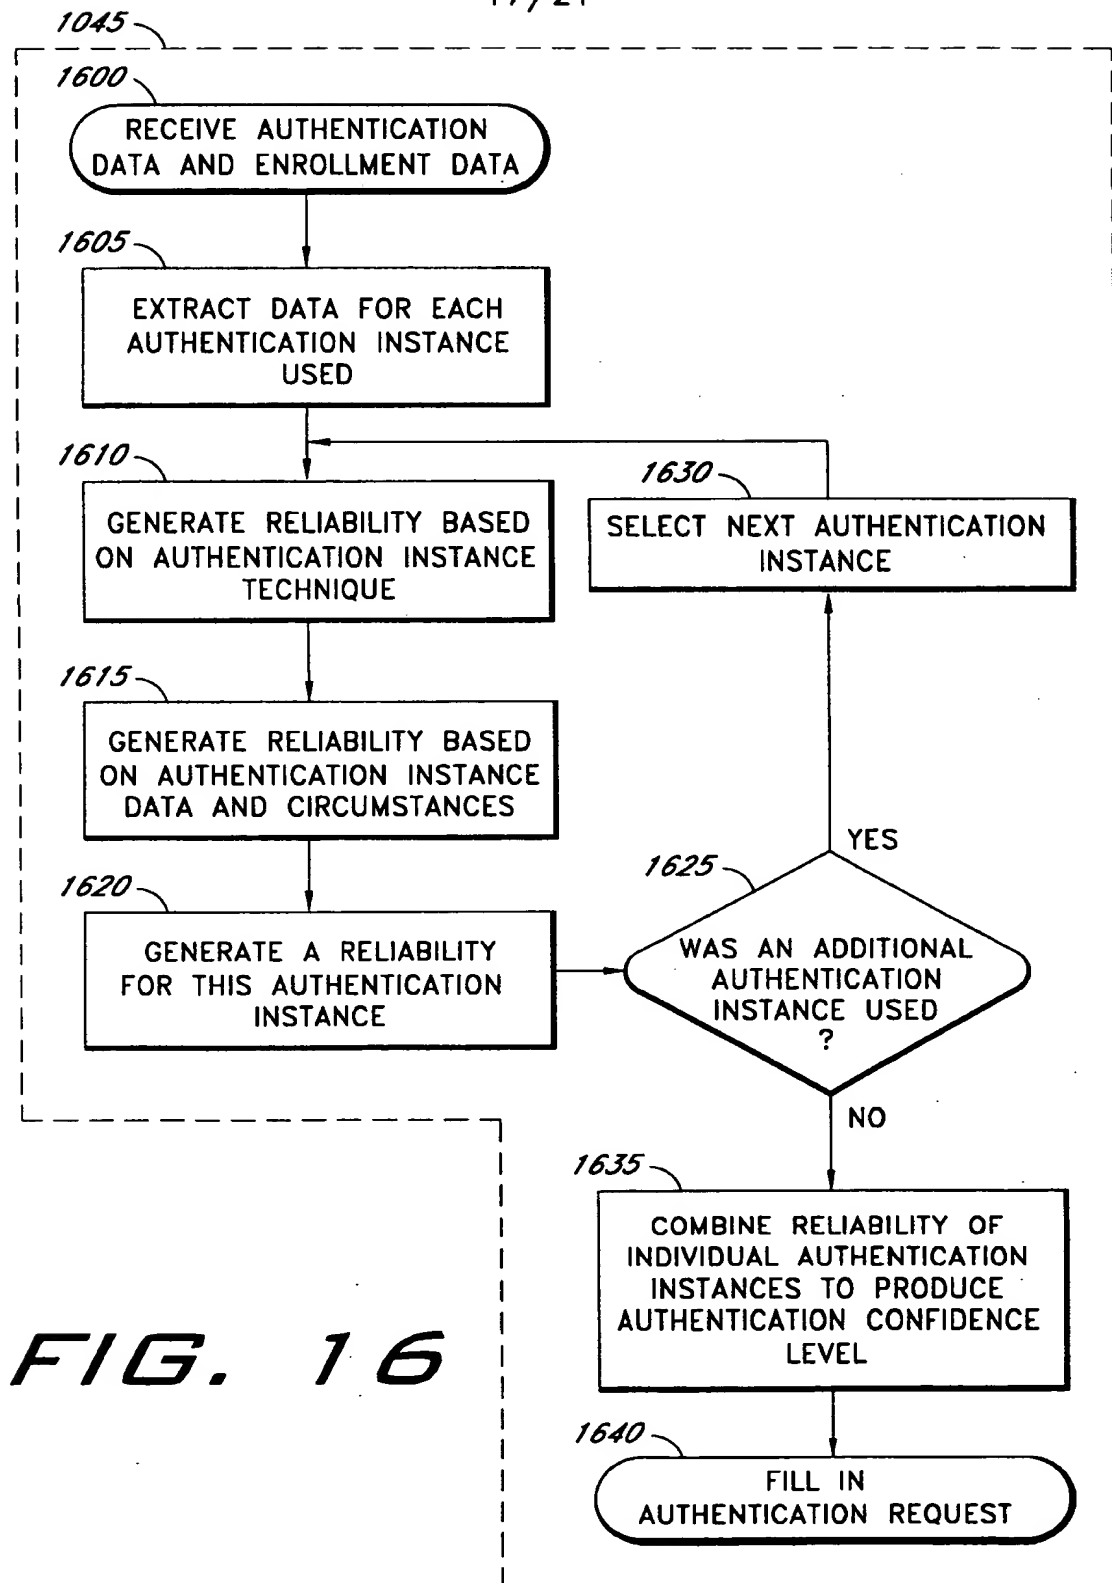 1045
1600
RECEIVE AUTHENTICATION
DATA AND ENROLLMENT DATA
1605
EXTRACT DATA FOR EACH
AUTHENTICATION INSTANCE
USED
1610
GENERATE RELIABILITY BASED
ON AUTHENTICATION INSTANCE
TECHNIQUE
1630
SELECT NEXT AUTHENTICATION
INSTANCE
1615
GENERATE RELIABILITY BASED
ON AUTHENTICATION INSTANCE
DATA AND CIRCUMSTANCES
1620
GENERATE A RELIABILITY
FOR THIS AUTHENTICATION
INSTANCE
YES
1625
WAS AN ADDITIONAL
AUTHENTICATION
INSTANCE USED
?
NO
1635
COMBINE RELIABILITY OF
INDIVIDUAL AUTHENTICATION
INSTANCES TO PRODUCE
AUTHENTICATION CONFIDENCE
LEVEL
1640
FILL IN
AUTHENTICATION REQUEST
FIG. 16